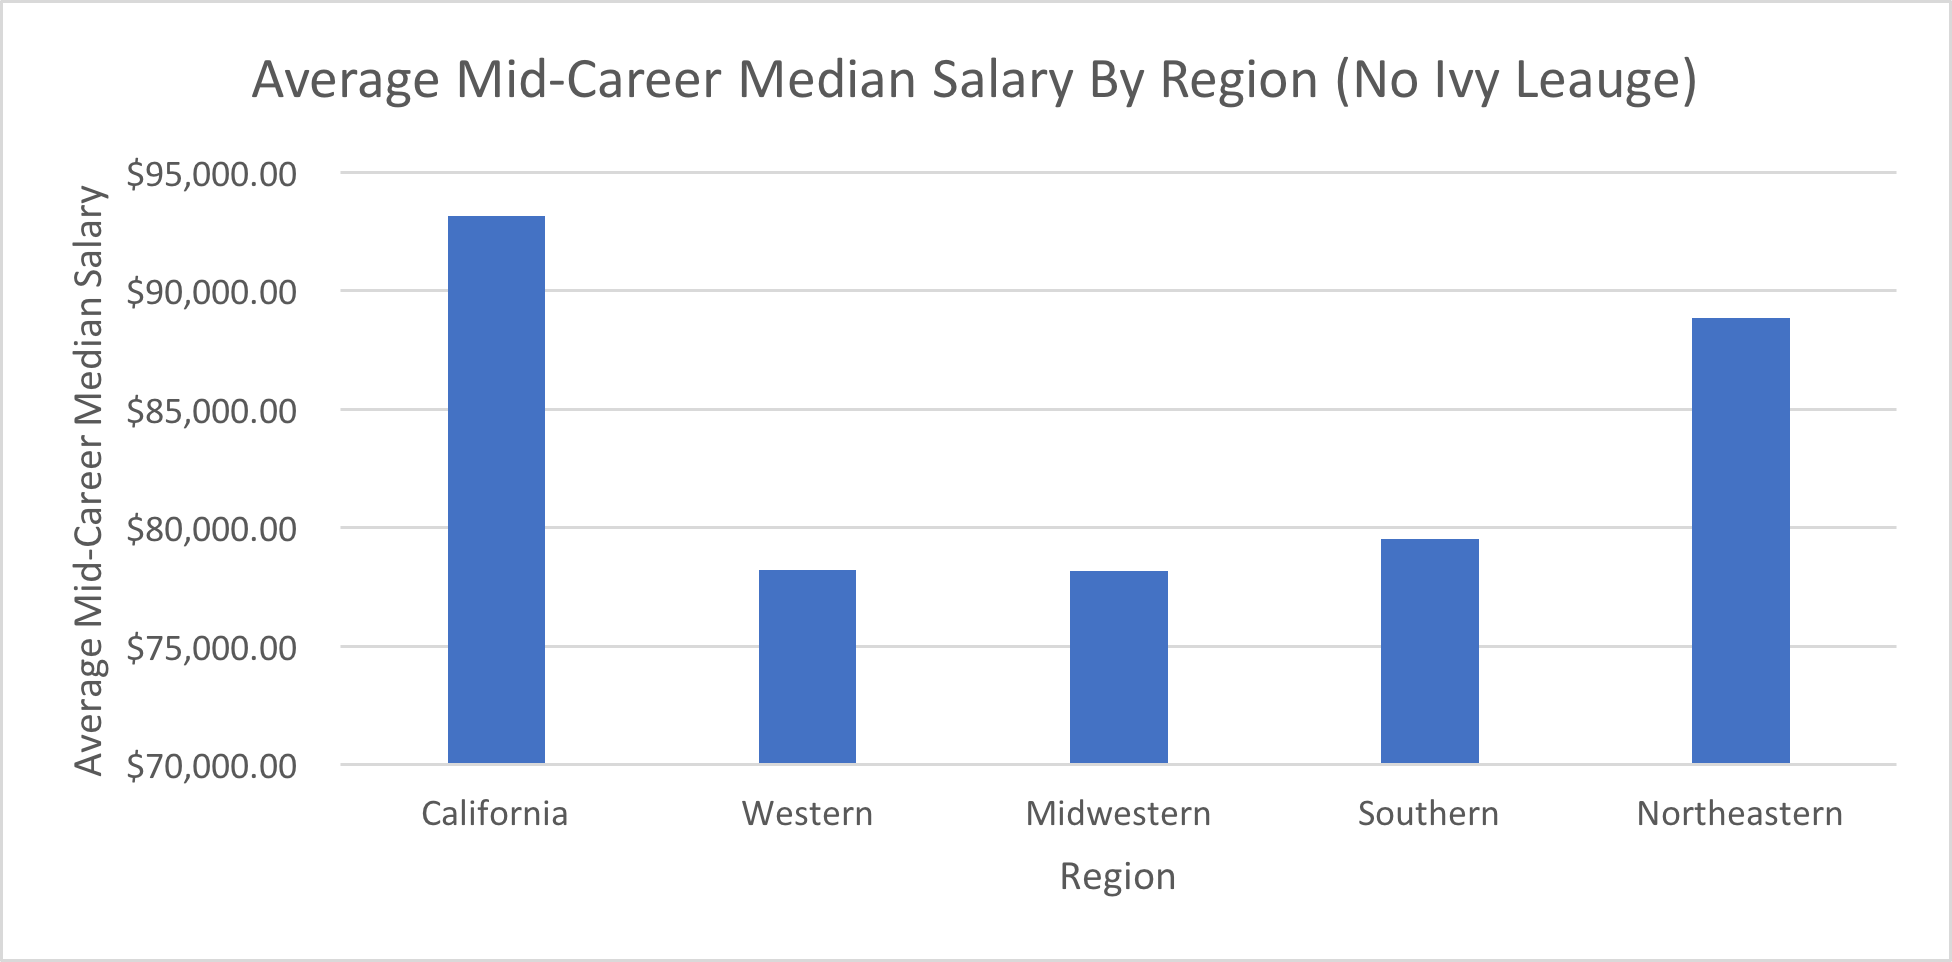 Average Mid-Career Median Salary By Region (No Ivy Leauge)
Average Mid-Career Median Salary
$95,000.00
$90,000.00
$85,000.00
$80,000.00
$75,000.00
$70,000.00
California Western Midwestern Southern Northeastern
Region